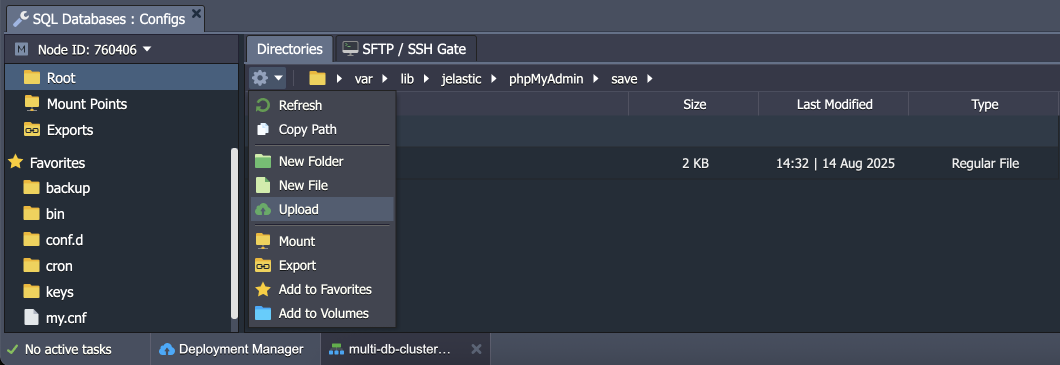 SQL Databases : Configs
M Node ID: 760406
Directories
SFTP / SSH Gate
Root
Mount Points
Exports
Favorites
backup
bin
conf.d
cron
keys
my.cnf
var lib jelastic phpMyAdmin save
Refresh
Copy Path
New Folder
New File
Upload
Mount
Export
Add to Favorites
Add to Volumes
Size Last Modified Type
2 KB 14:32 | 14 Aug 2025 Regular File
No active tasks
Deployment Manager
multi-db-cluster...